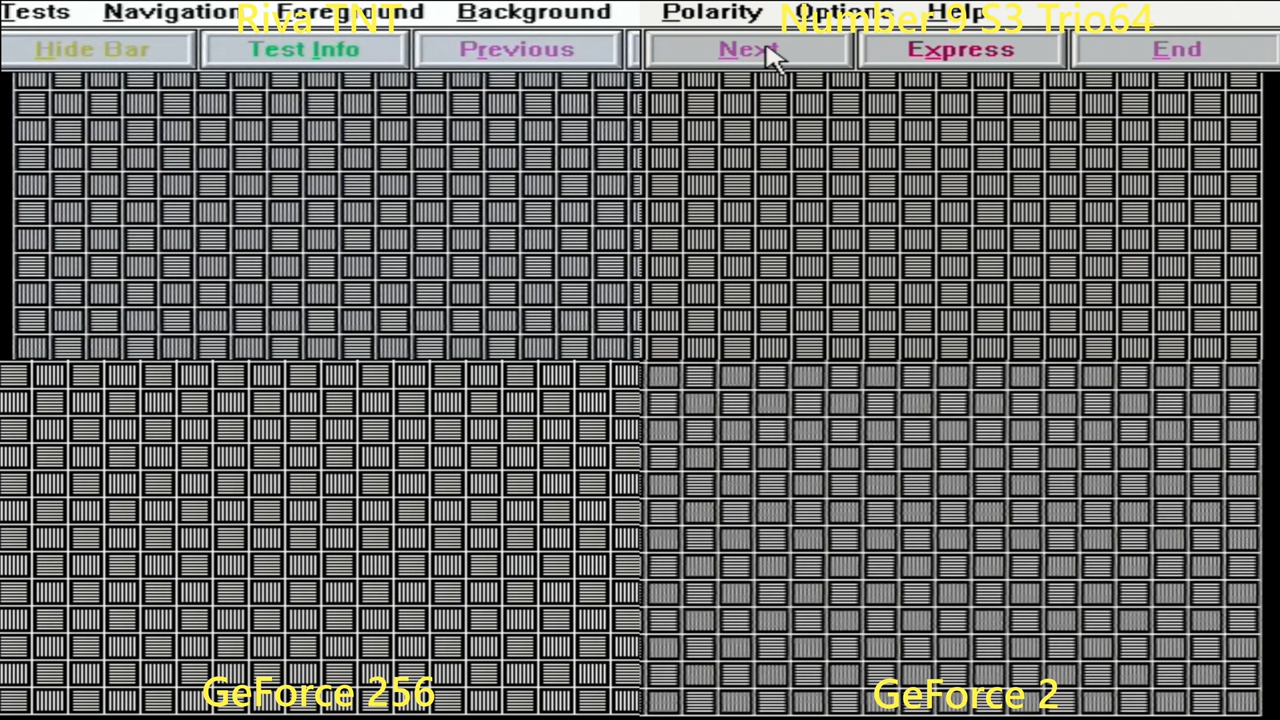 Tests Navigation Foreground Background Polarity Options Help
Riva TNT Number 9 S3 Trio64
Hide Bar Test Info Previous Next Express End
GeForce 256 GeForce 2